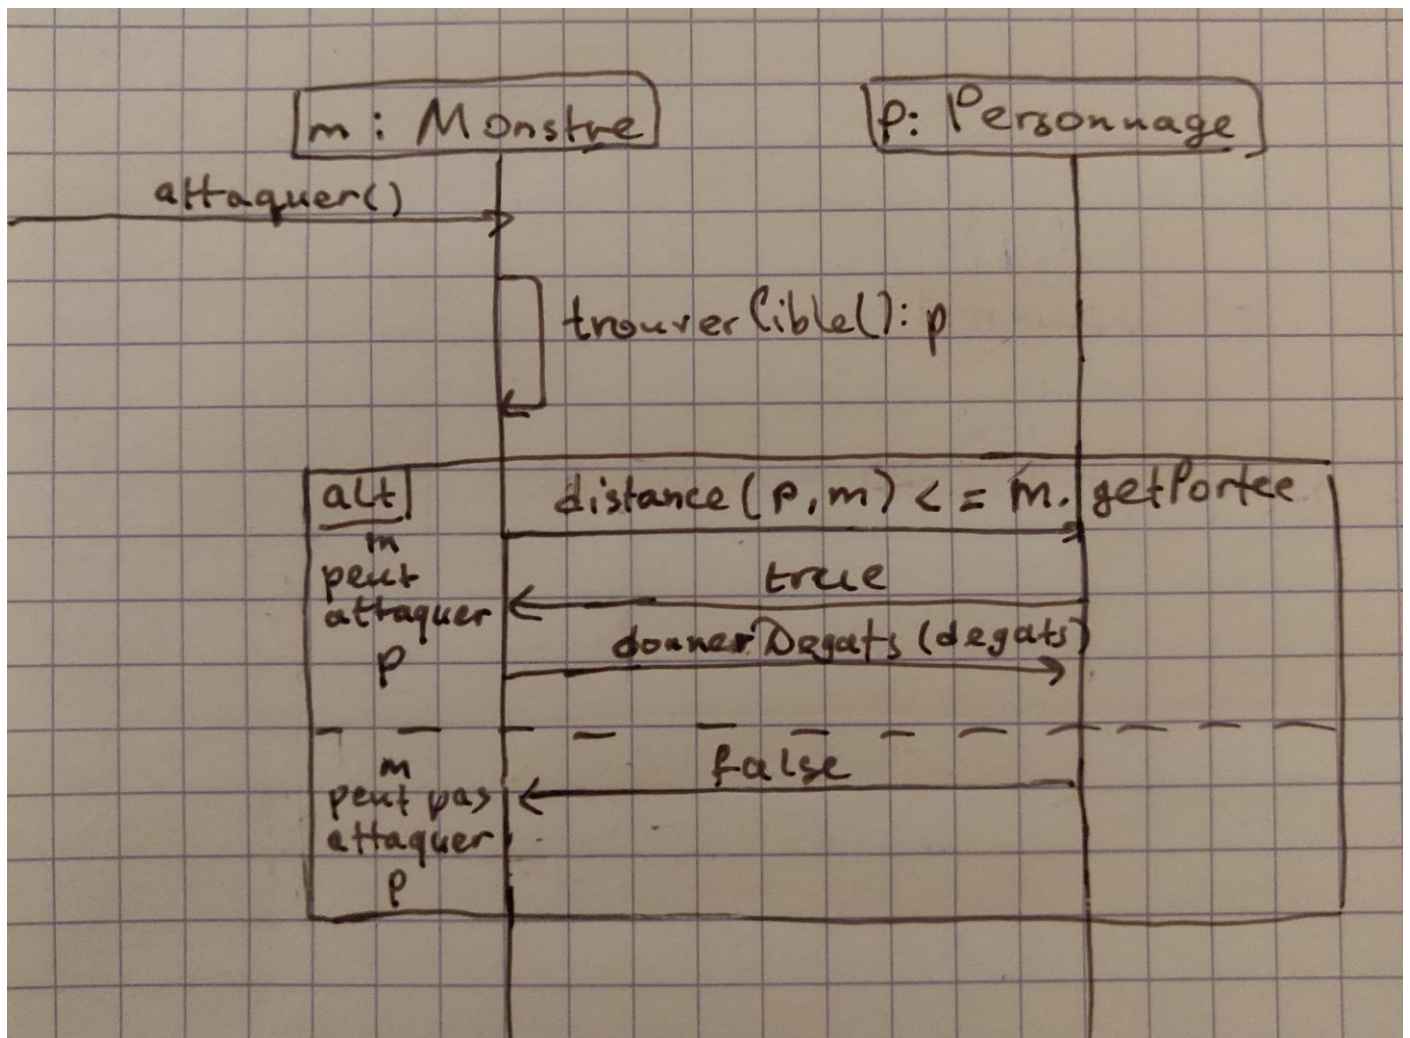 m : Monstre
p: Personnage
attaquer()
trouverCible(): p
alt
distance(p,m) <= m.getPortee
m
peut
attaquer
p
true
donnerDegats(degats)
m
peut pas
attaquer
p
false